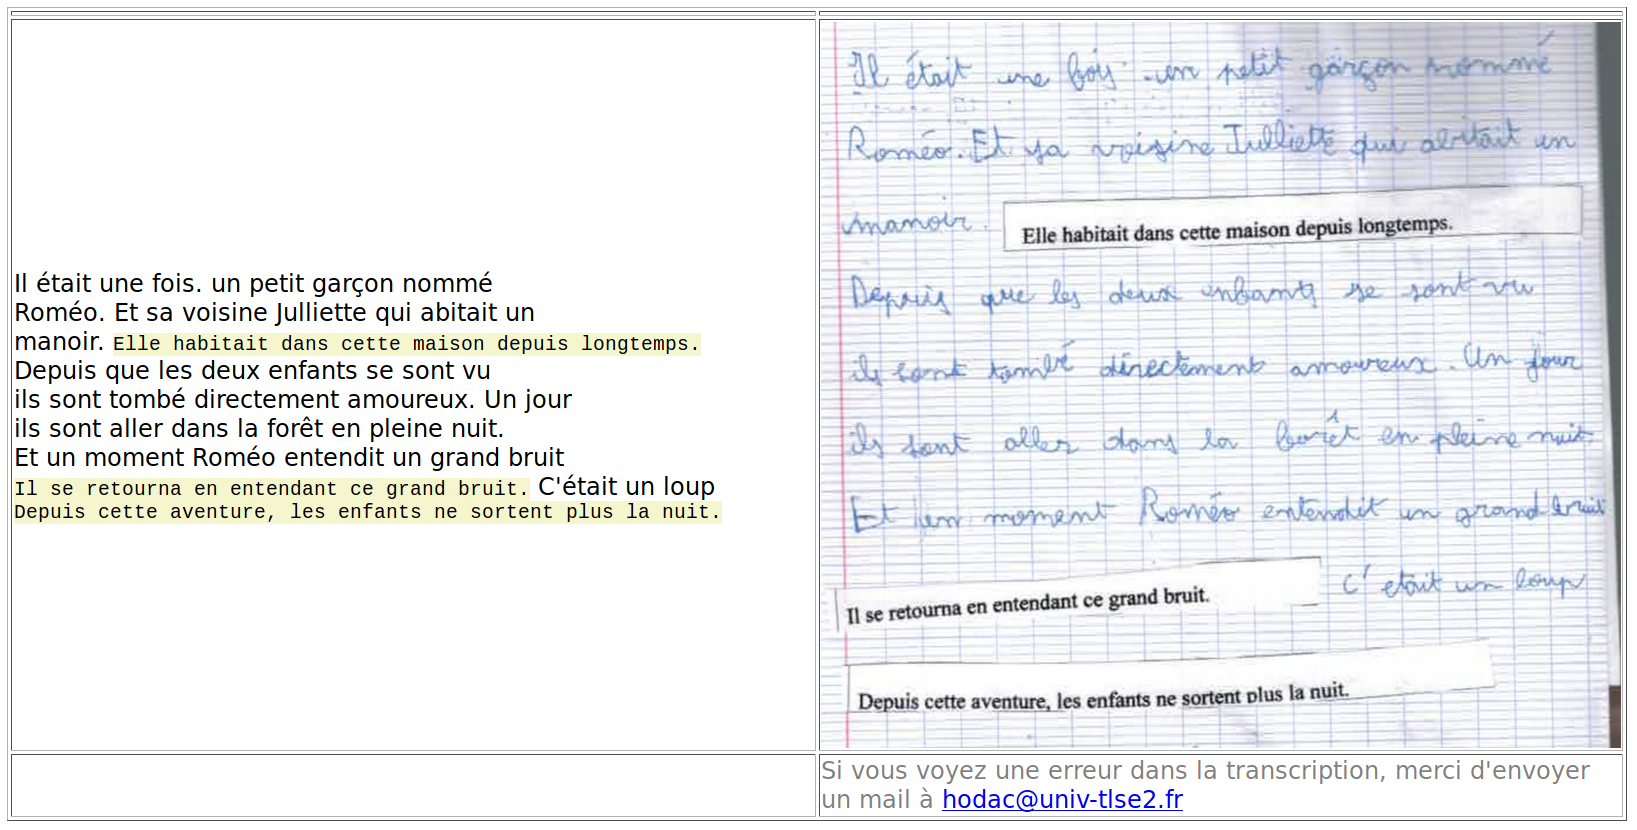 Il était une fois. un petit garçon nommé
Roméo. Et sa voisine Julliette qui abitait un
manoir. Elle habitait dans cette maison depuis longtemps.
Depuis que les deux enfants se sont vu
ils sont tombé directement amoureux. Un jour
ils sont aller dans la forêt en pleine nuit.
Et un moment Roméo entendit un grand bruit
Il se retourna en entendant ce grand bruit. C'était un loup
Depuis cette aventure, les enfants ne sortent plus la nuit.
Il était une fois. un petit garçon nommé
Roméo. Et sa voisine Julliette qui abitait un
manoir. Elle habitait dans cette maison depuis longtemps.
Depuis que les deux enfants se sont vu
ils sont tombé directement amoureux. Un jour
ils sont aller dans la forêt en pleine nuit.
Et un moment Roméo entendit un grand bruit
Il se retourna en entendant ce grand bruit. C'etait un loup
Depuis cette aventure, les enfants ne sortent plus la nuit.
Si vous voyez une erreur dans la transcription, merci d'envoyer
un mail à hodac@univ-tlse2.fr